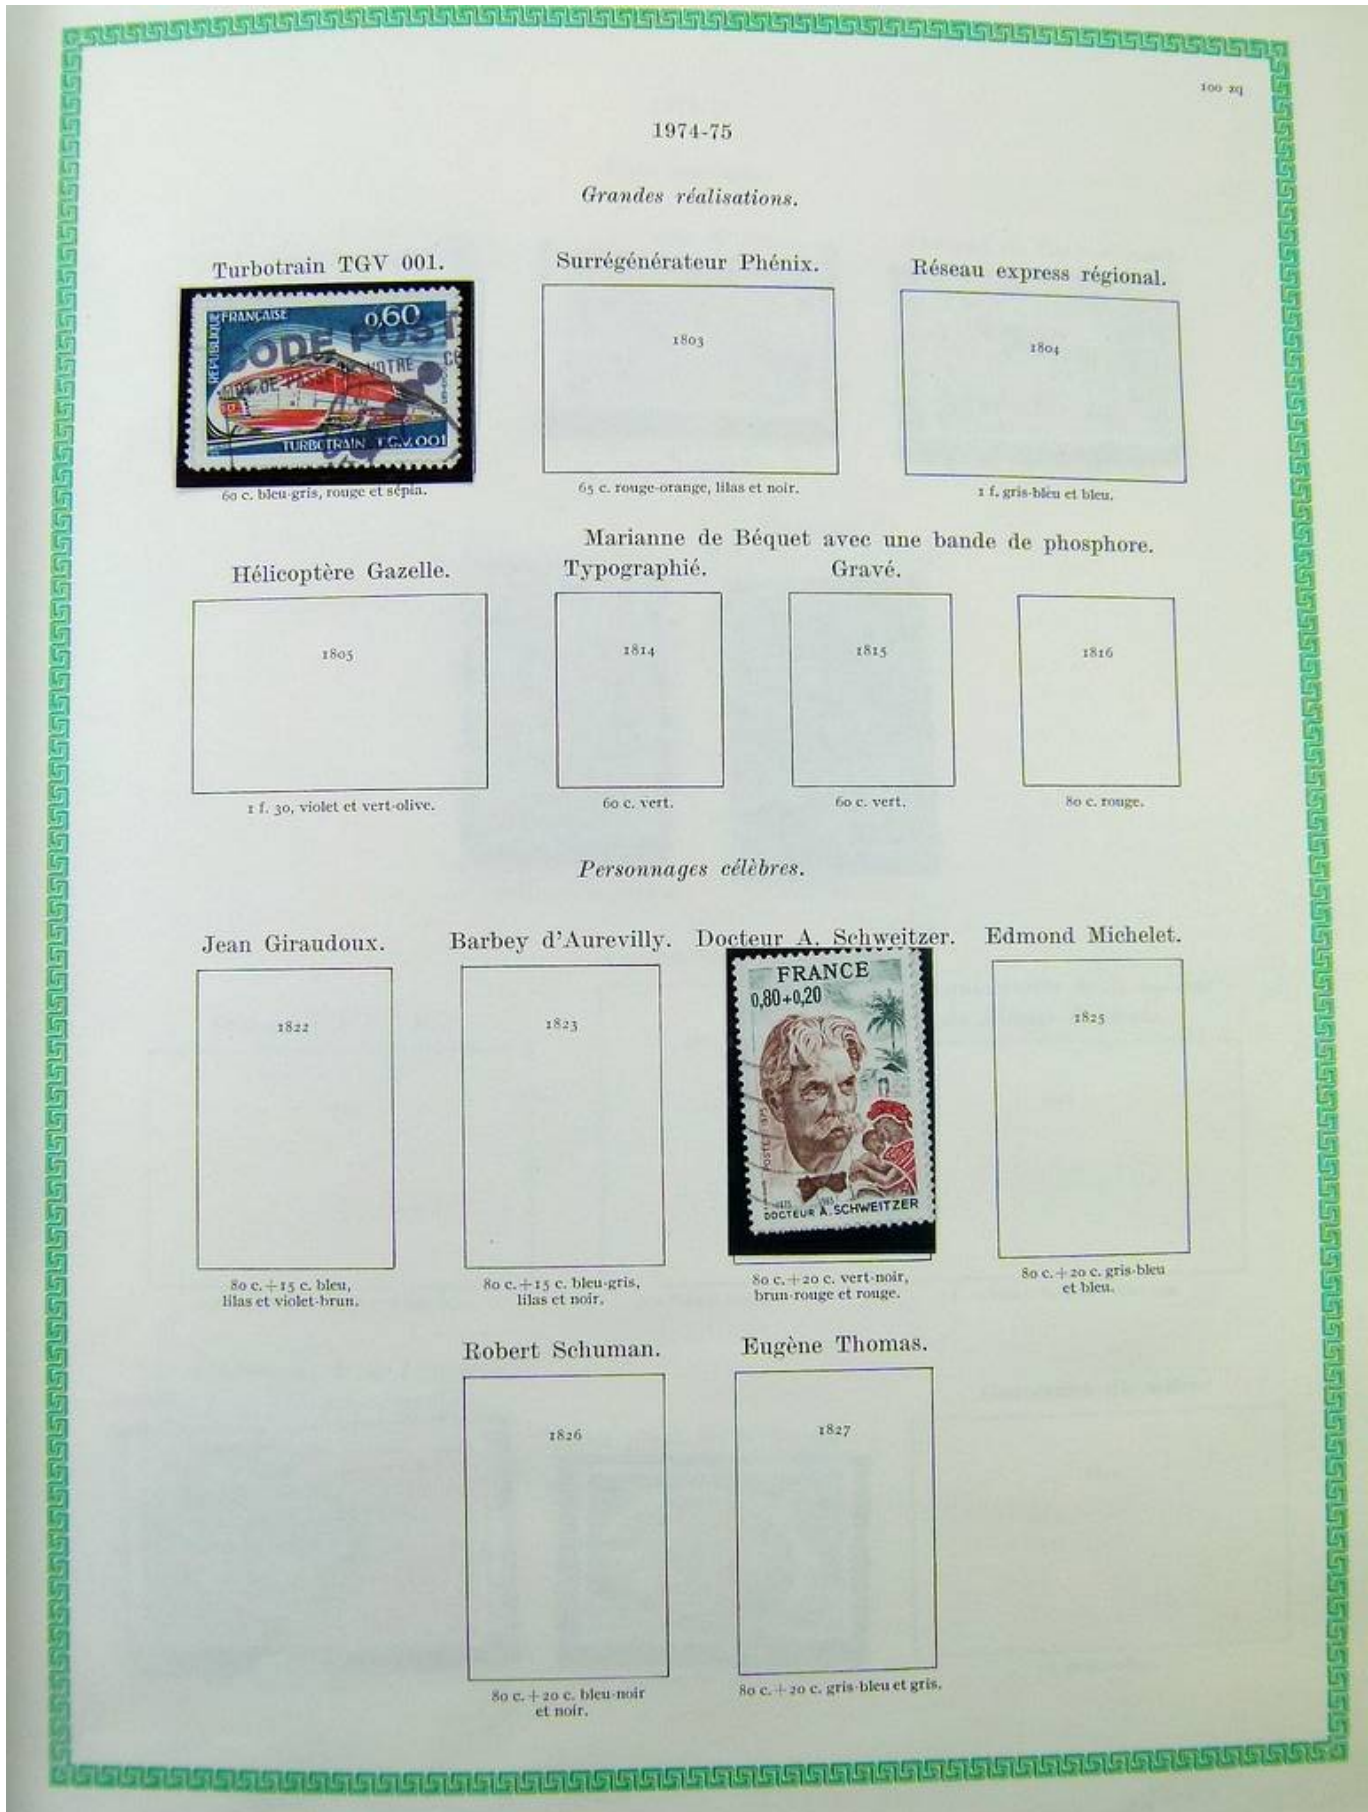 100 zq
1974-75
Grandes réalisations.
Turbotrain TGV 001.
RÉPUBLIQUE
FRANÇAISE
0,60
CODE POST
VOTRE
TURBOTRAIN T.G.V. 001
60 c. bleu-gris, rouge et sépia.
Surrégénérateur Phénix.
1803
65 c. rouge-orange, lilas et noir.
Réseau express régional.
1804
1 f. gris-bleu et bleu.
Marianne de Béquet avec une bande de phosphore.
Hélicoptère Gazelle.
1805
1 f. 30, violet et vert-olive.
Typographié.
1814
60 c. vert.
Gravé.
1815
60 c. vert.
1816
80 c. rouge.
Personnages célèbres.
Jean Giraudoux.
1822
80 c.+15 c. bleu,
lilas et violet-brun.
Barbey d'Aurevilly.
1823
80 c.+15 c. bleu-gris,
lilas et noir.
Docteur A. Schweitzer.
FRANCE
0,80+0,20
POSTES 1975
1875 1965
DOCTEUR A. SCHWEITZER
80 c.+20 c. vert-noir,
brun-rouge et rouge.
Edmond Michelet.
1825
80 c.+20 c. gris-bleu
et bleu.
Robert Schuman.
1826
80 c.+20 c. bleu-noir
et noir.
Eugène Thomas.
1827
80 c.+20 c. gris-bleu et gris.